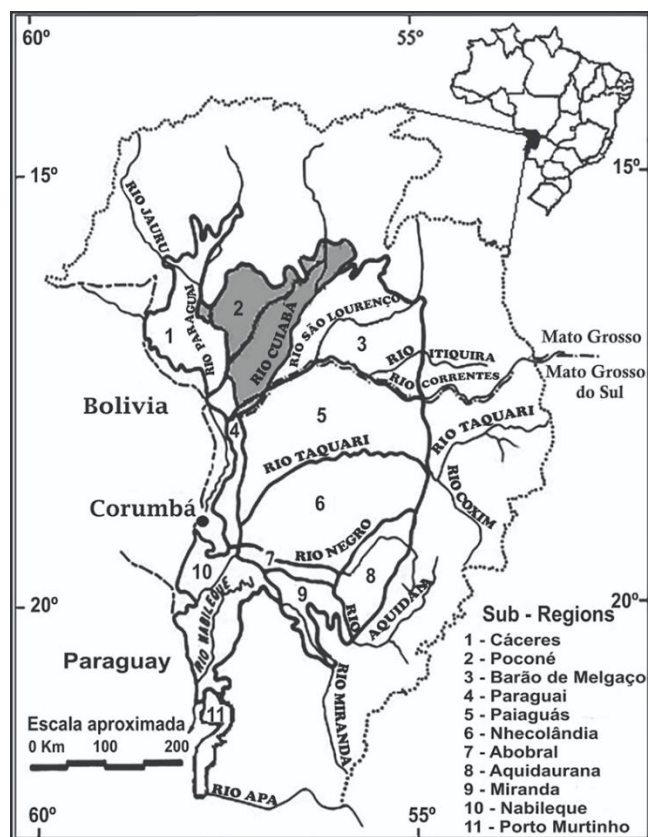 60º
55º
15º
15º
RIO JAURU
RIO PARAGUAI
1
2
RIO CUIABÁ
RIO SÃO LOURENÇO
3
RIO ITIQUIRA
RIO CORRENTES
Mato Grosso
Mato Grosso
do Sul
Bolivia
4
5
RIO TAQUARI
RIO TAQUARI
RIO COXIM
Corumbá
6
7
RIO NEGRO
8
10
9
RIO NABILEQUE
RIO AQUIDAM
20º
20º
Paraguay
RIO MIRANDA
11
Escala aproximada
0 Km 100 200
RIO APA
Sub - Regions
1 - Cáceres
2 - Poconé
3 - Barão de Melgaço
4 - Paraguai
5 - Paiaguás
6 - Nhecolândia
7 - Abobral
8 - Aquidaurana
9 - Miranda
10 - Nabileque
11 - Porto Murtinho
60º
55º